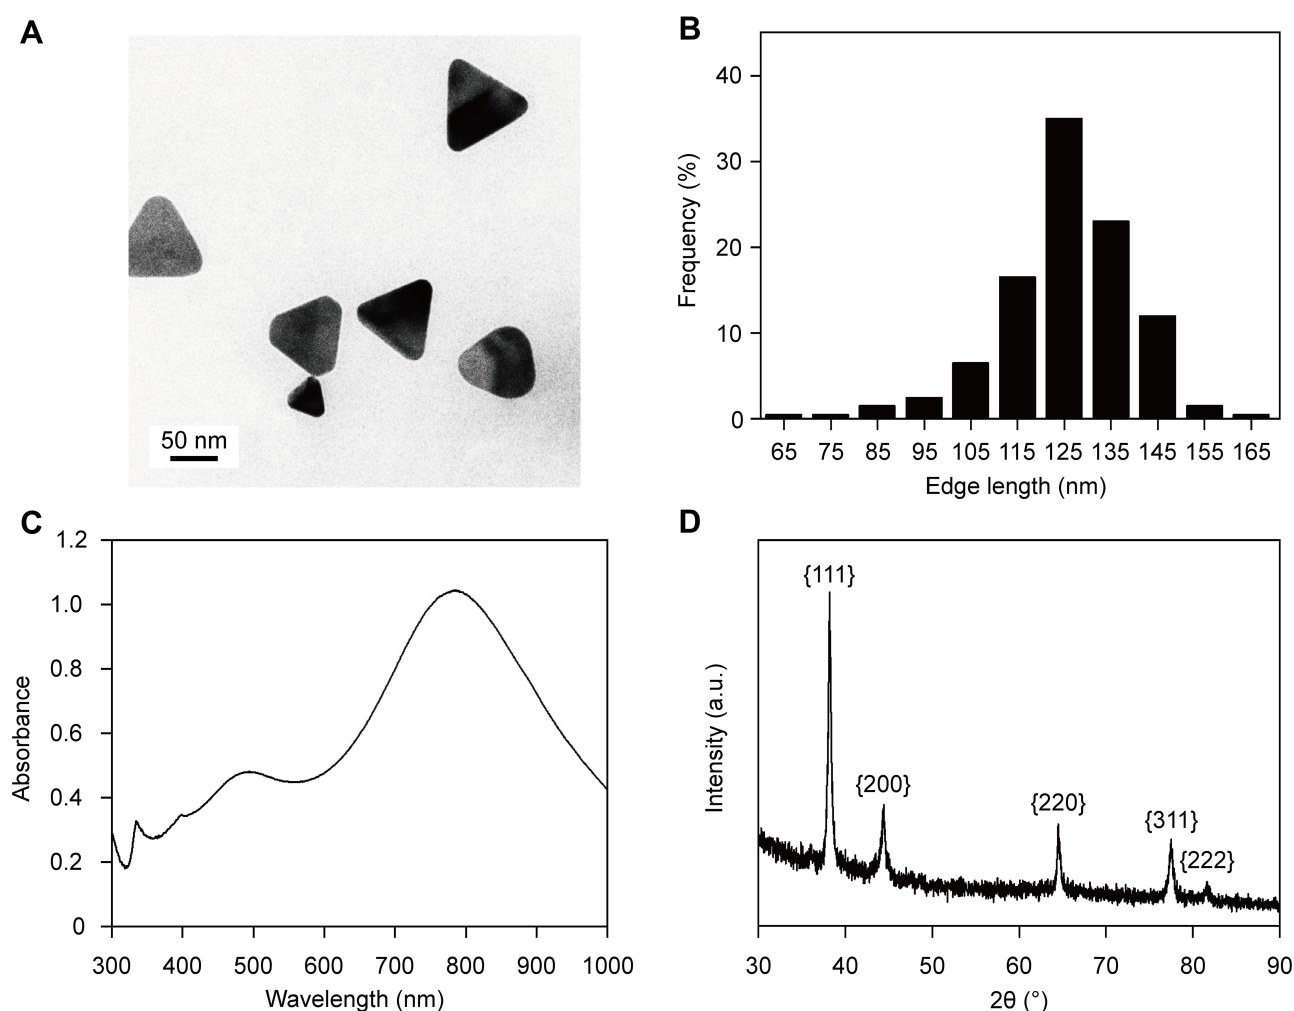 A
50 nm
B
40
30
20
10
0
Frequency (%)
65 75 85 95 105 115 125 135 145 155 165
Edge length (nm)
C
1.2
1.0
0.8
0.6
0.4
0.2
0
Absorbance
300 400 500 600 700 800 900 1000
Wavelength (nm)
D
{111}
{200}
{220}
{311}
{222}
Intensity (a.u.)
30 40 50 60 70 80 90
2θ (°)